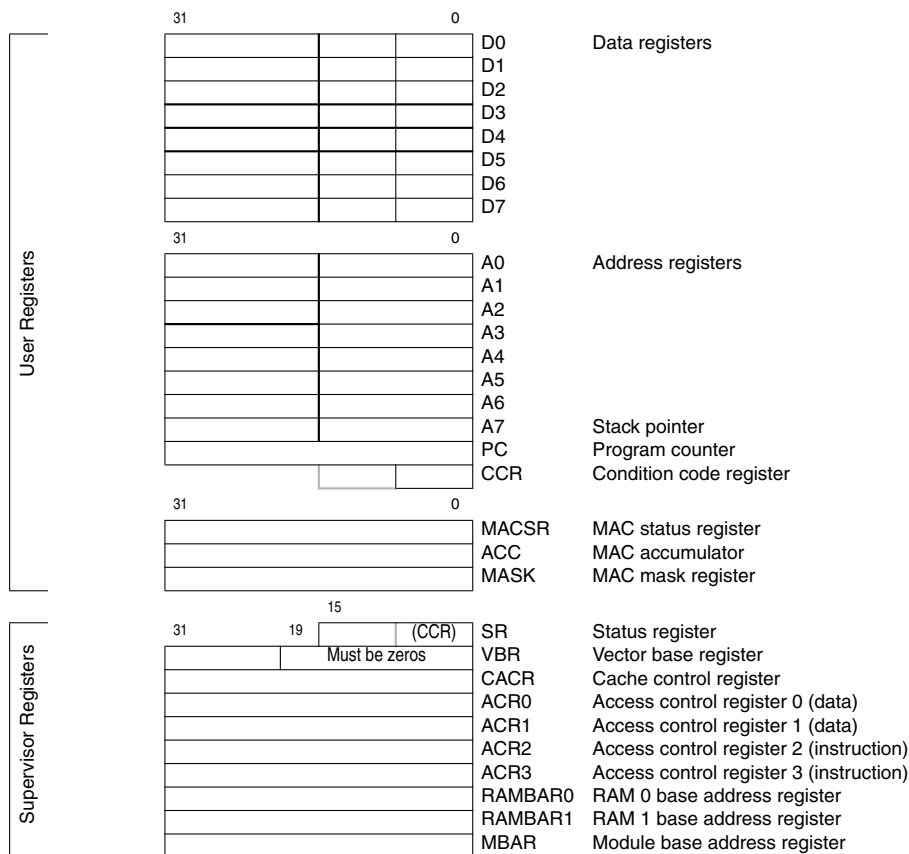 31 0
D0 Data registers
D1
D2
D3
D4
D5
D6
D7
31 0
A0 Address registers
A1
A2
A3
A4
A5
A6
A7 Stack pointer
PC Program counter
CCR Condition code register
31 0
MACSR MAC status register
ACC MAC accumulator
MASK MAC mask register
User Registers
15
31 19 (CCR) SR Status register
Must be zeros VBR Vector base register
CACR Cache control register
ACR0 Access control register 0 (data)
ACR1 Access control register 1 (data)
ACR2 Access control register 2 (instruction)
ACR3 Access control register 3 (instruction)
RAMBAR0 RAM 0 base address register
RAMBAR1 RAM 1 base address register
MBAR Module base address register
Supervisor Registers